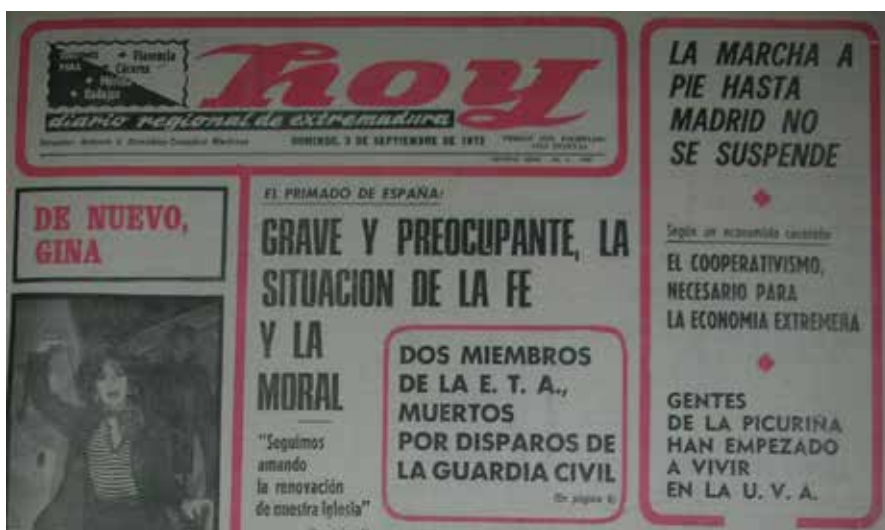 Plasencia
Cáceres
Badajoz
hoy
diario regional de extremadura
DOMINGO, 3 DE SEPTIEMBRE DE 1972
DE NUEVO,
GINA
EL PRIMADO DE ESPAÑA:
GRAVE Y PREOCUPANTE, LA
SITUACION DE LA FE
Y LA
MORAL
"Seguimos
amando
la renovación
de nuestra Iglesia"
DOS MIEMBROS
DE LA E. T. A.,
MUERTOS
POR DISPAROS DE
LA GUARDIA CIVIL
(En página 6)
LA MARCHA A
PIE HASTA
MADRID NO
SE SUSPENDE
Según un economista cacereño
EL COOPERATIVISMO,
NECESARIO PARA
LA ECONOMIA EXTREMEÑA
GENTES
DE LA PICURIÑA
HAN EMPEZADO
A VIVIR
EN LA U. V. A.